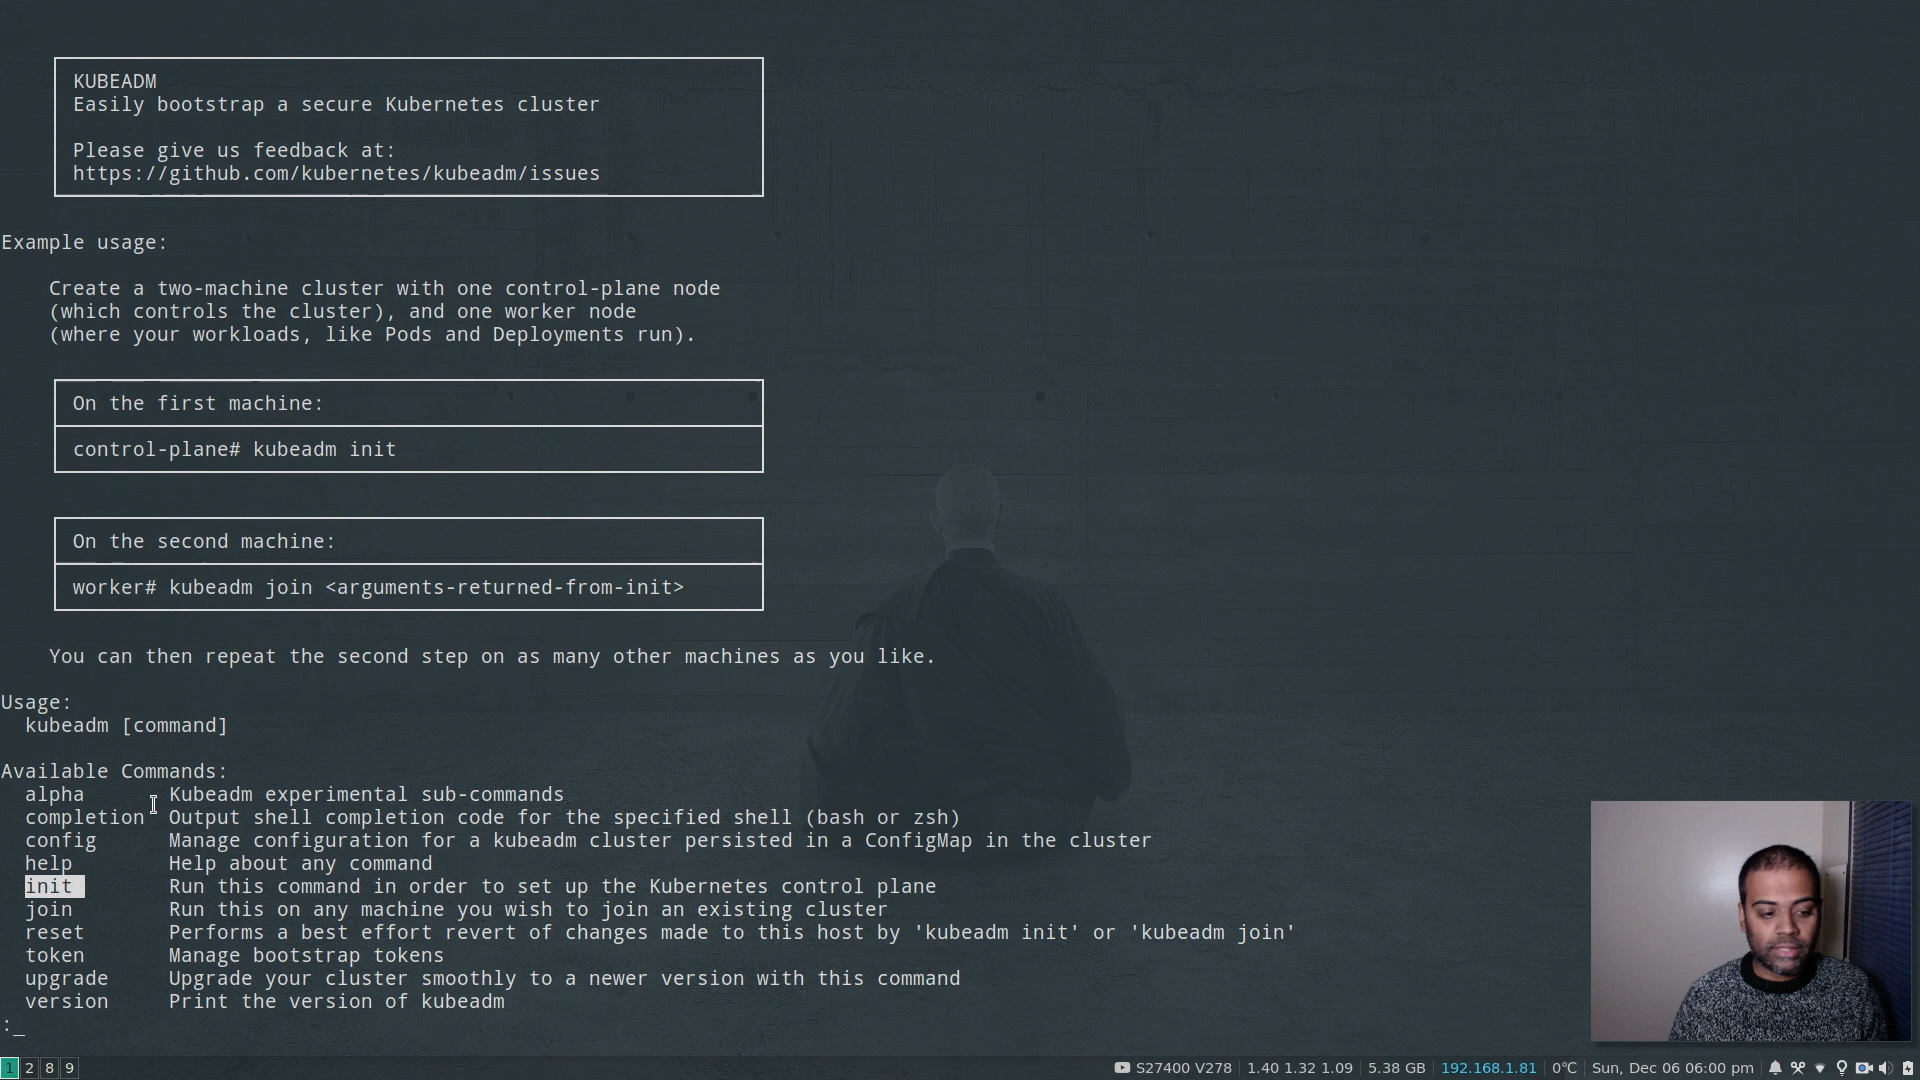 KUBEADM
Easily bootstrap a secure Kubernetes cluster
Please give us feedback at:
https://github.com/kubernetes/kubeadm/issues
Example usage:
Create a two-machine cluster with one control-plane node
(which controls the cluster), and one worker node
(where your workloads, like Pods and Deployments run).
On the first machine:
control-plane# kubeadm init
On the second machine:
worker# kubeadm join <arguments-returned-from-init>
You can then repeat the second step on as many other machines as you like.
Usage:
kubeadm [command]
Available Commands:
alpha Kubeadm experimental sub-commands
completion Output shell completion code for the specified shell (bash or zsh)
config Manage configuration for a kubeadm cluster persisted in a ConfigMap in the cluster
help Help about any command
init Run this command in order to set up the Kubernetes control plane
join Run this on any machine you wish to join an existing cluster
reset Performs a best effort revert of changes made to this host by 'kubeadm init' or 'kubeadm join'
token Manage bootstrap tokens
upgrade Upgrade your cluster smoothly to a newer version with this command
version Print the version of kubeadm
:_
1 2 8 9 S27400 V278 1.40 1.32 1.09 5.38 GB 192.168.1.81 0°C Sun, Dec 06 06:00 pm